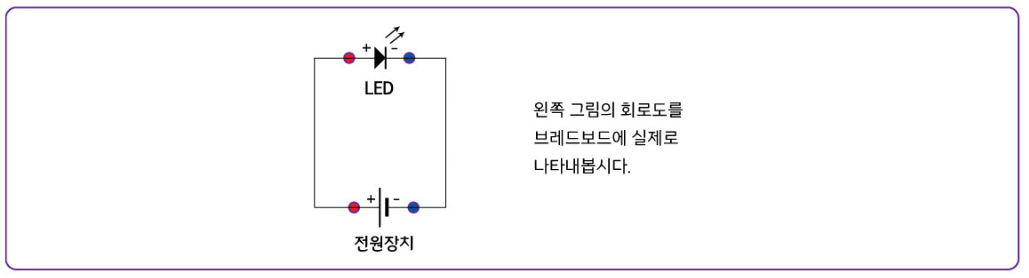 + -
LED
왼쪽 그림의 회로도를
브레드보드에 실제로
나타내봅시다.
+ -
전원장치